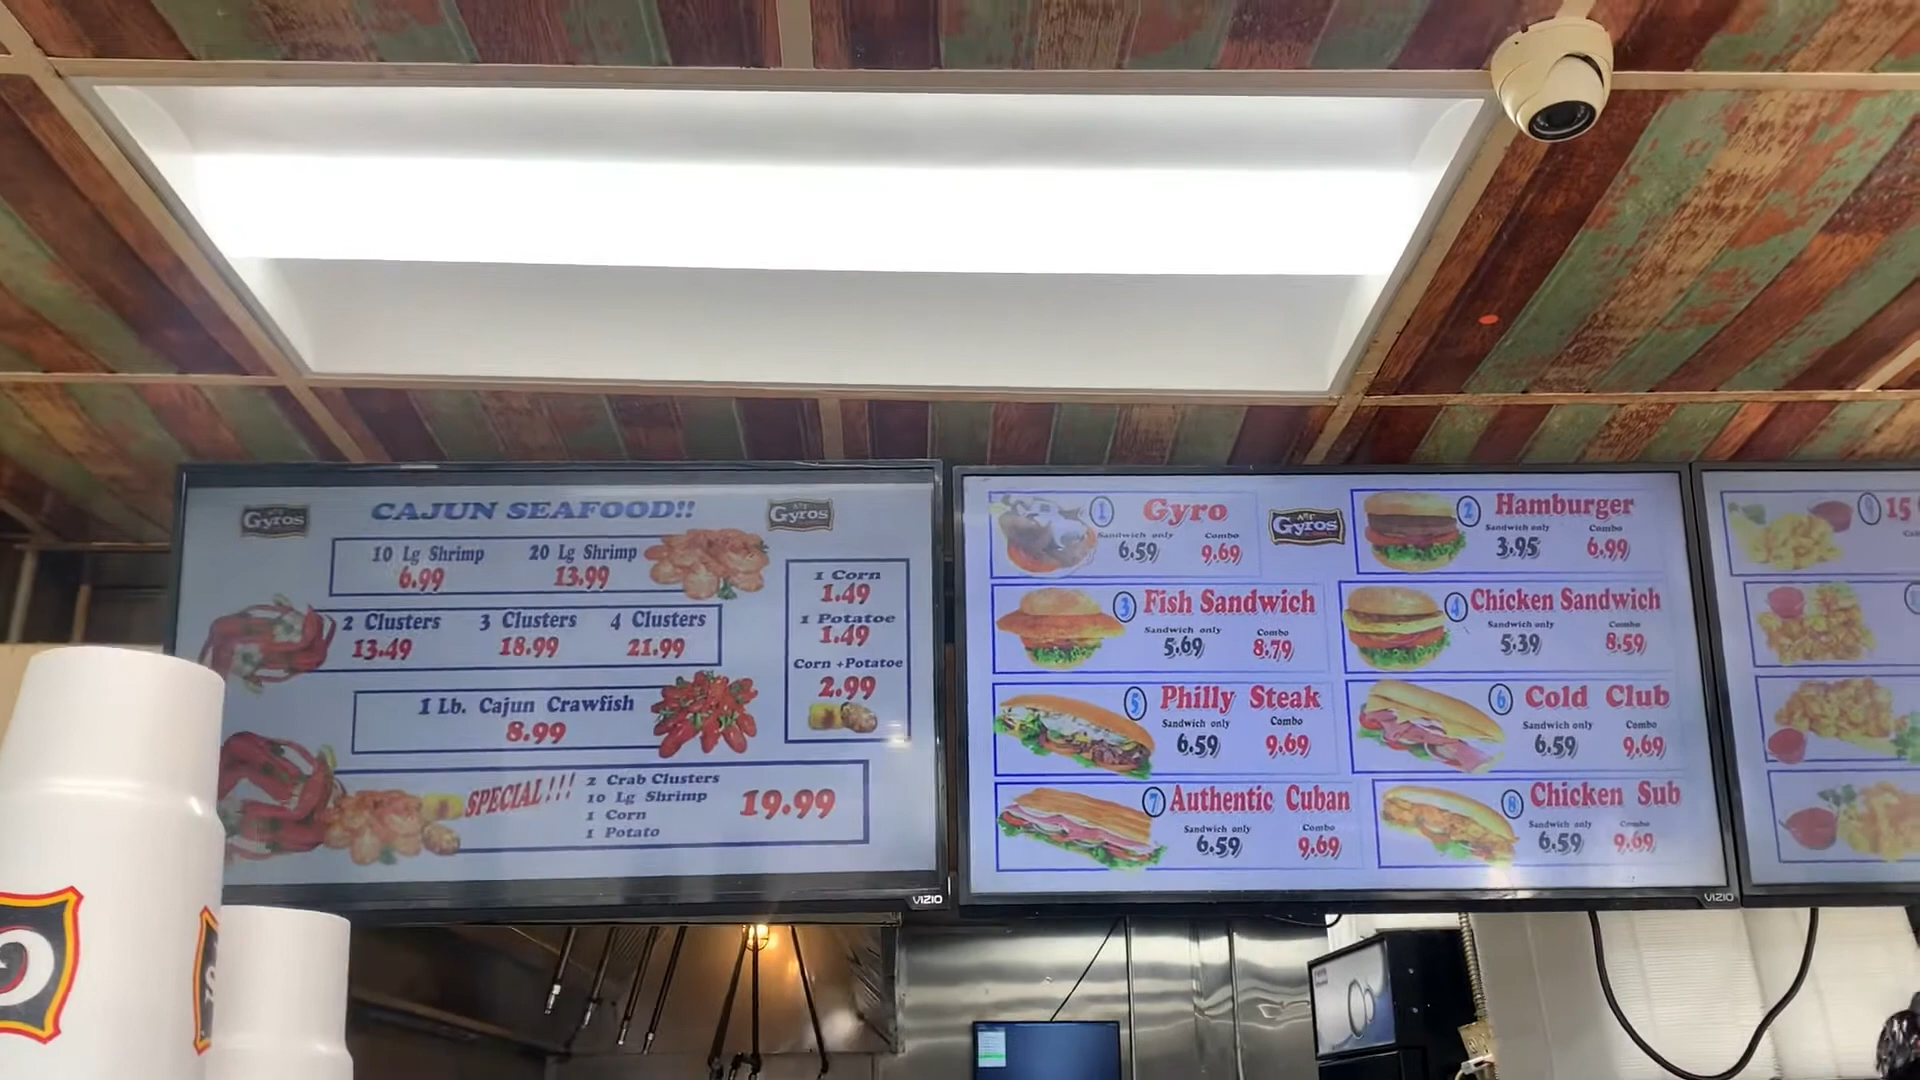 Gyros
CAJUN SEAFOOD!!
Gyros
10 Lg Shrimp
6.99
20 Lg Shrimp
13.99
2 Clusters
13.49
3 Clusters
18.99
4 Clusters
21.99
1 Lb. Cajun Crawfish
8.99
1 Corn
1.49
1 Potatoe
1.49
Corn +Potatoe
2.99
SPECIAL!!!
2 Crab Clusters
10 Lg Shrimp
1 Corn
1 Potato
19.99
VIZIO
1 Gyro
Sandwich only
6.59
Combo
9.69
Gyros
2 Hamburger
Sandwich only
3.95
Combo
6.99
3 Fish Sandwich
Sandwich only
5.69
Combo
8.79
4 Chicken Sandwich
Sandwich only
5.39
Combo
8.59
5 Philly Steak
Sandwich only
6.59
Combo
9.69
6 Cold Club
Sandwich only
6.59
Combo
9.69
7 Authentic Cuban
Sandwich only
6.59
Combo
9.69
8 Chicken Sub
Sandwich only
6.59
Combo
9.69
VIZIO
9 15